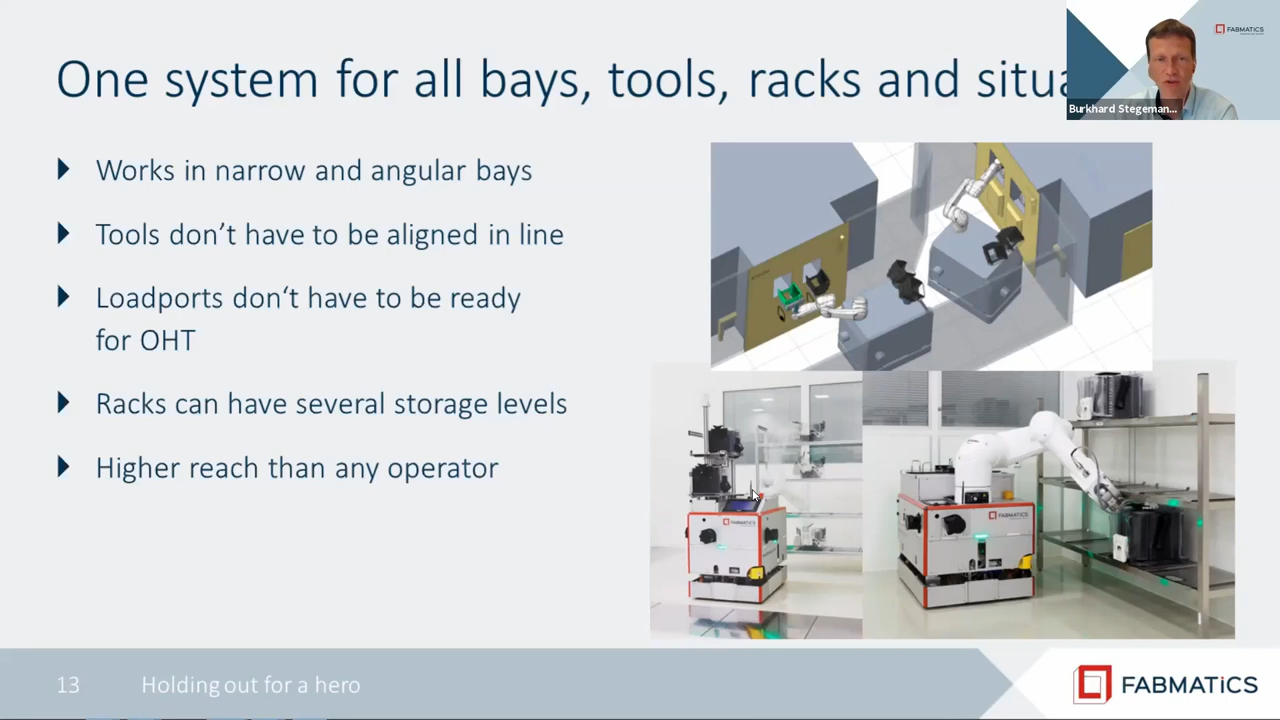 One system for all bays, tools, racks and situa
FABMATICS
Burkhard Stegeman...
Works in narrow and angular bays
Tools don’t have to be aligned in line
Loadports don‘t have to be ready
for OHT
Racks can have several storage levels
Higher reach than any operator
FABMATICS
FABMATICS
13 Holding out for a hero
FABMATiCS